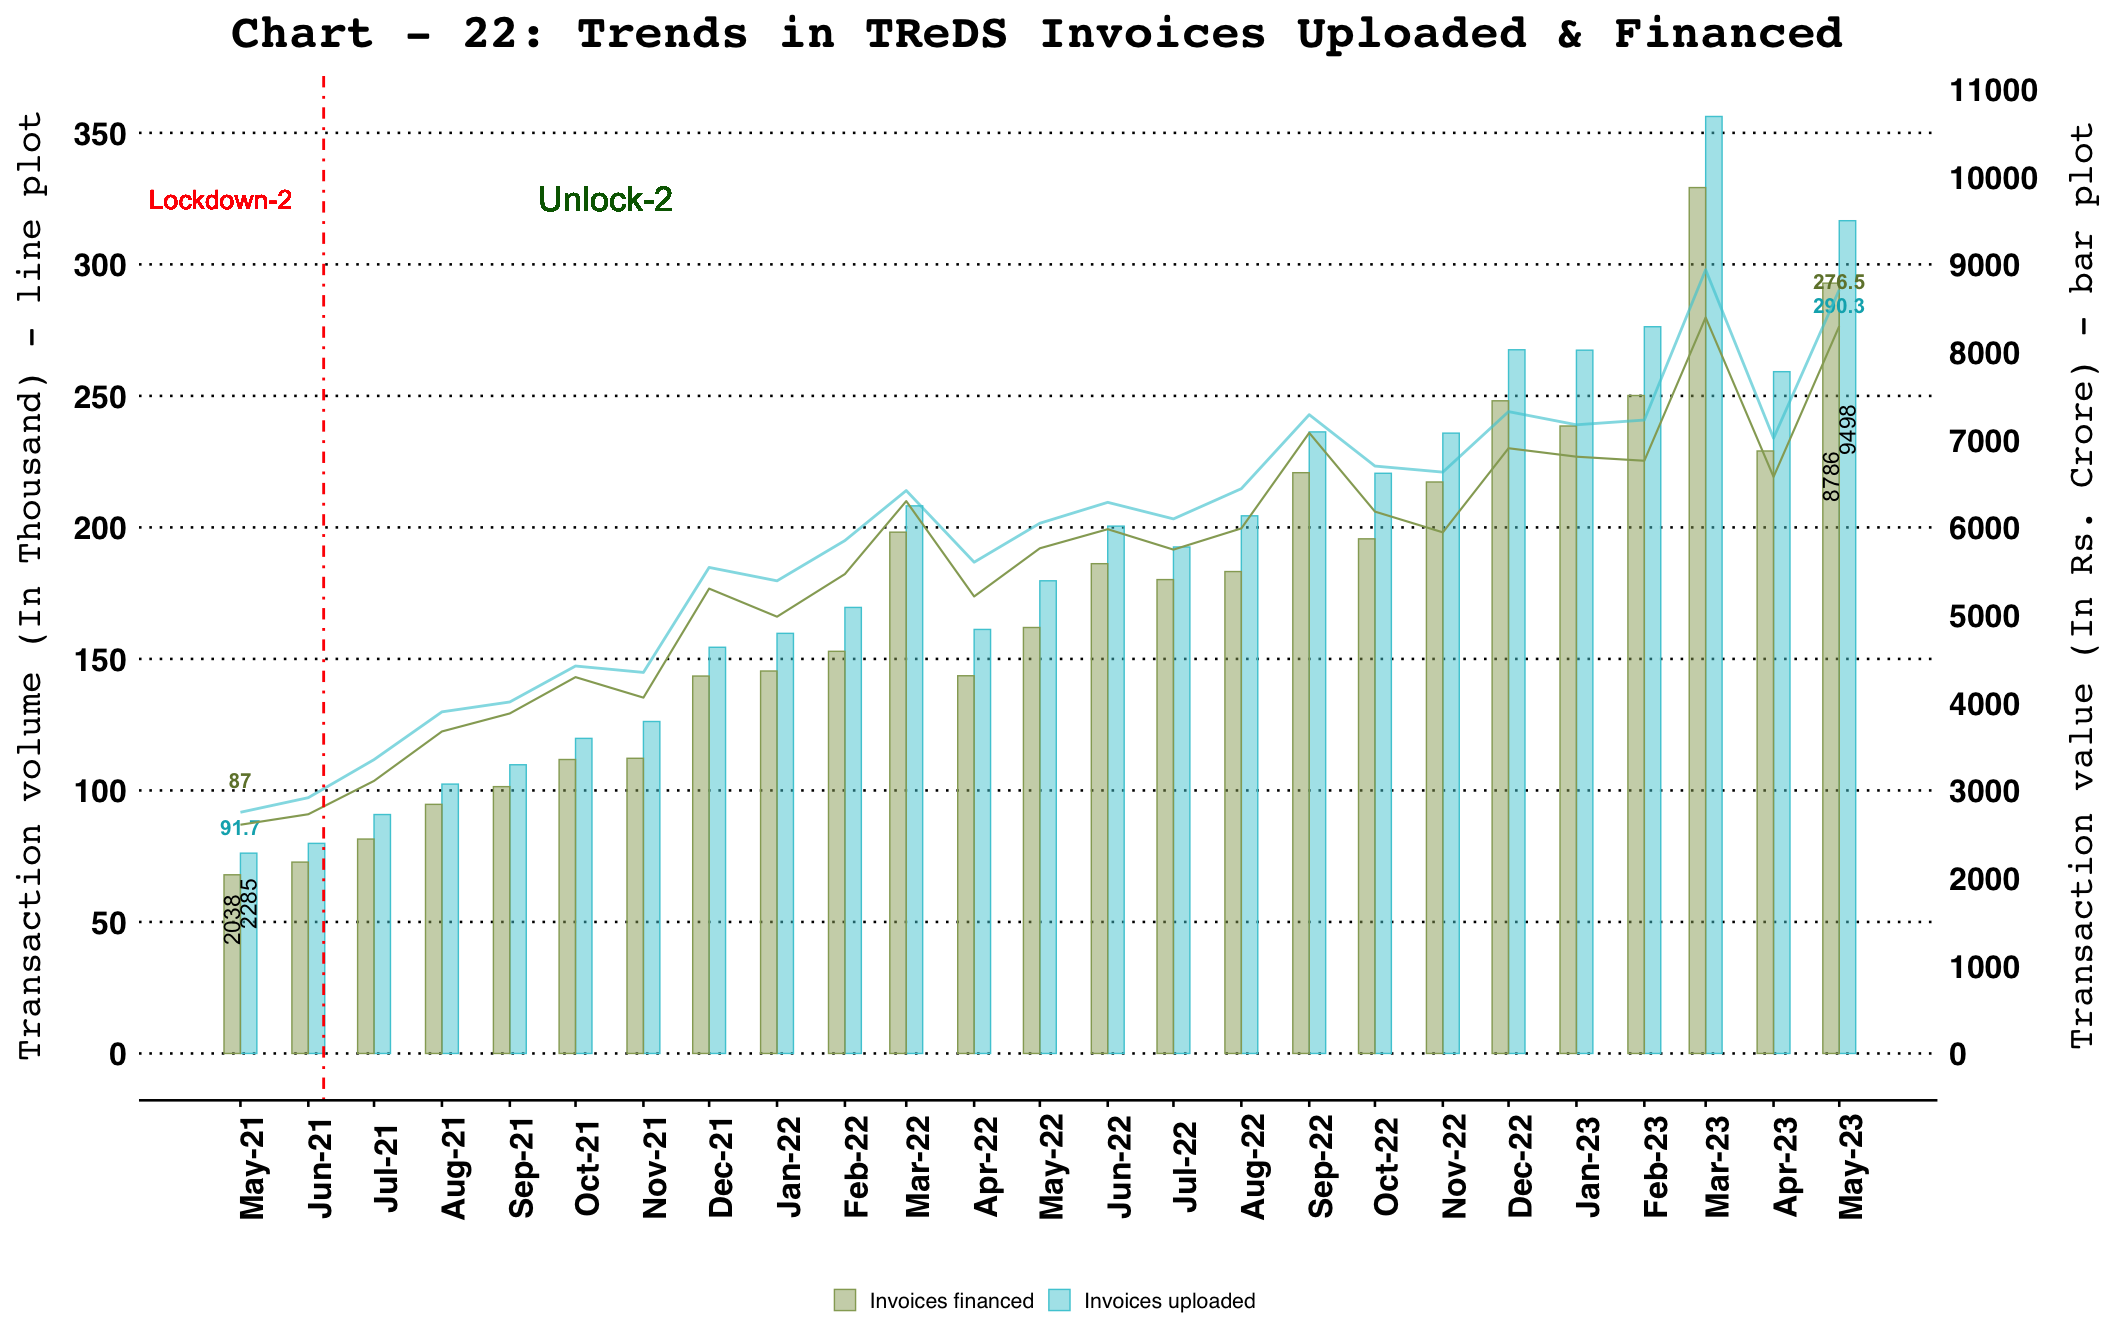 Chart – 22: Trends in TReDS Invoices Uploaded & Financed
Transaction volume (In Thousand) – line plot
350
300
250
200
150
100
50
0
Lockdown-2
Unlock-2
87
91.7
2038
2285
276.5
290.3
8786
9498
11000
10000
9000
8000
7000
6000
5000
4000
3000
2000
1000
0
Transaction value (In Rs. Crore) – bar plot
May-21
Jun-21
Jul-21
Aug-21
Sep-21
Oct-21
Nov-21
Dec-21
Jan-22
Feb-22
Mar-22
Apr-22
May-22
Jun-22
Jul-22
Aug-22
Sep-22
Oct-22
Nov-22
Dec-22
Jan-23
Feb-23
Mar-23
Apr-23
May-23
Invoices financed
Invoices uploaded